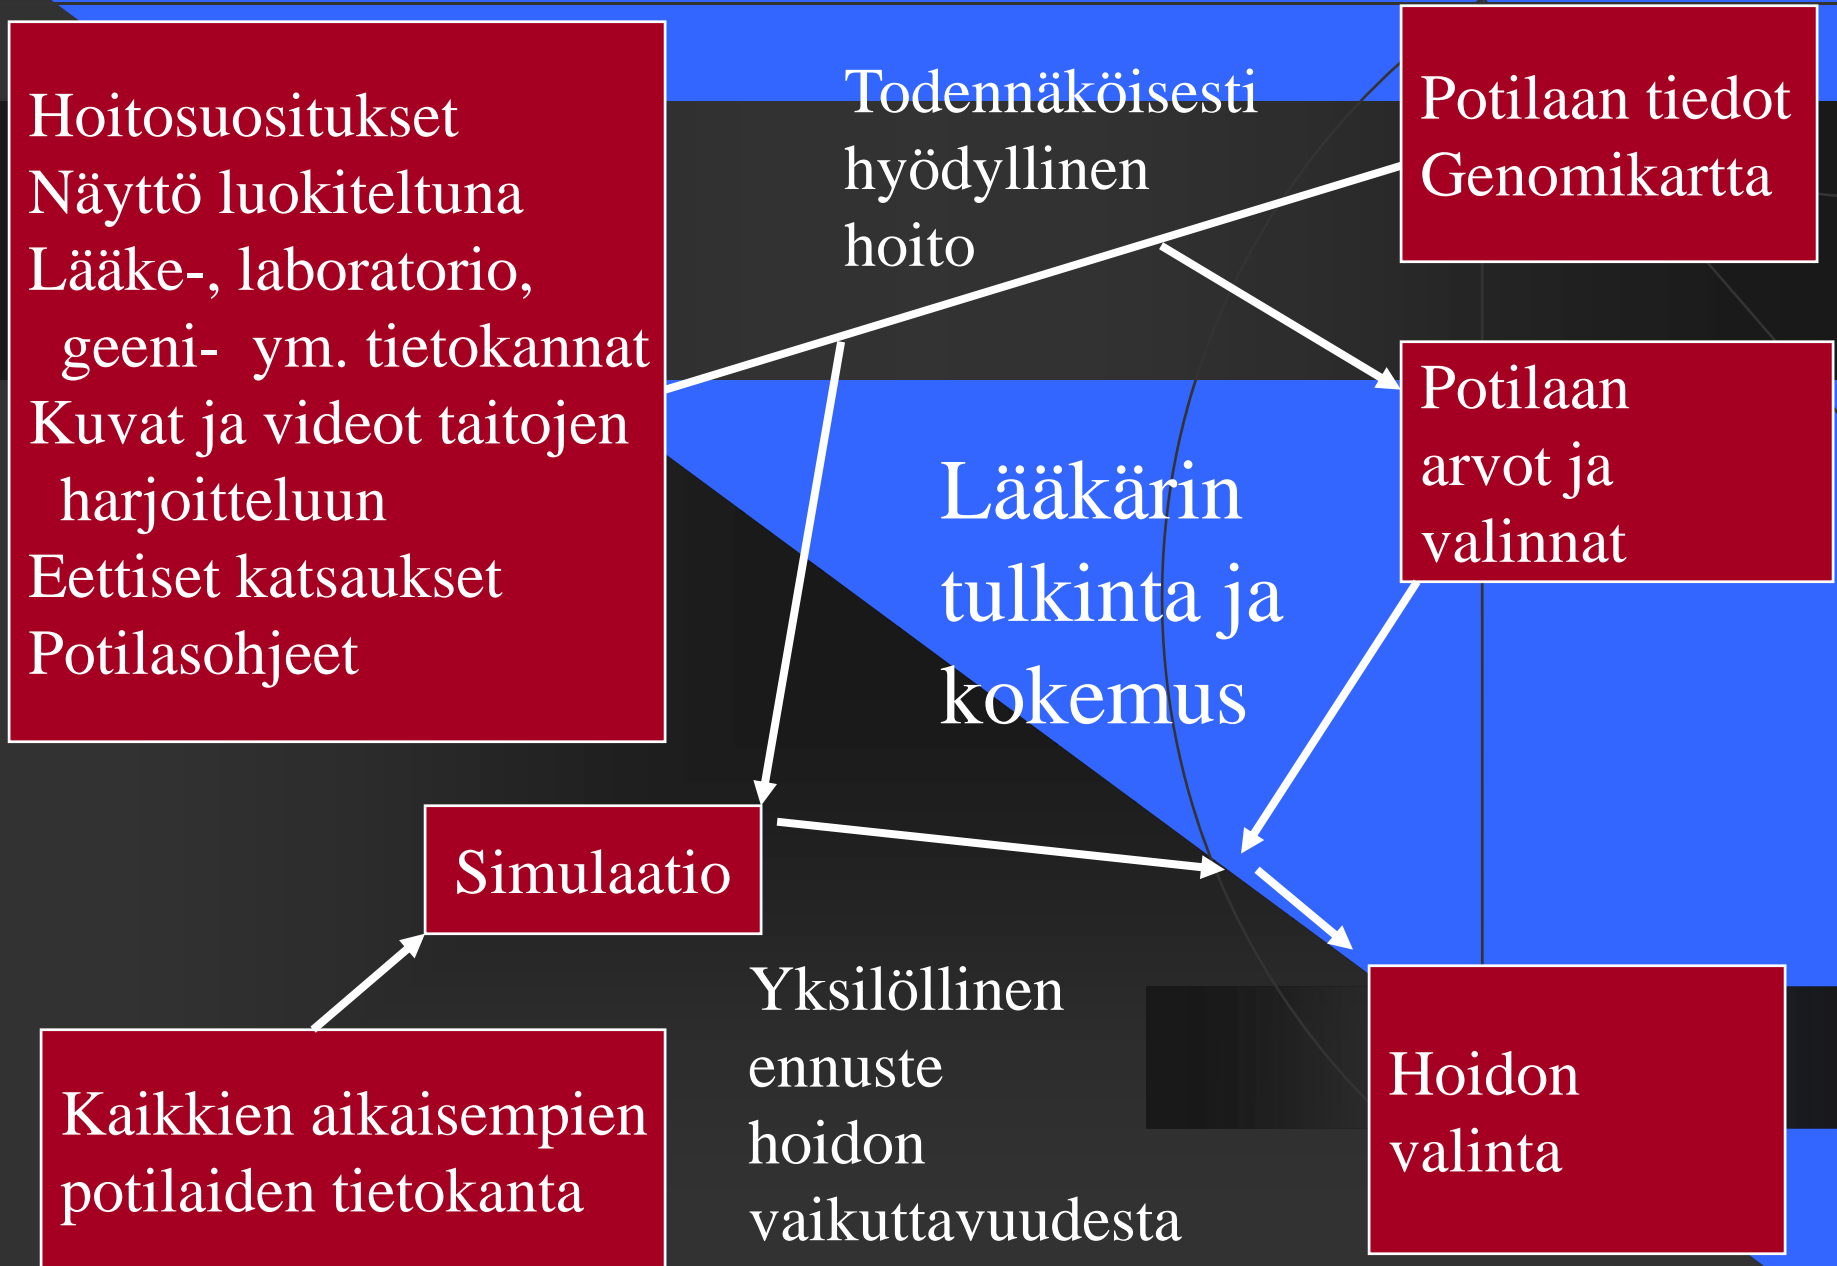 Hoitosuositukset
Näyttö luokiteltuna
Lääke-, laboratorio,
geeni- ym. tietokannat
Kuvat ja videot taitojen
harjoitteluun
Eettiset katsaukset
Potilasohjeet
Todennäköisesti
hyödyllinen
hoito
Potilaan tiedot
Genomikartta
Potilaan
arvot ja
valinnat
Lääkärin
tulkinta ja
kokemus
Simulaatio
Kaikkien aikaisempien
potilaiden tietokanta
Yksilöllinen
ennuste
hoidon
vaikuttavuudesta
Hoidon
valinta